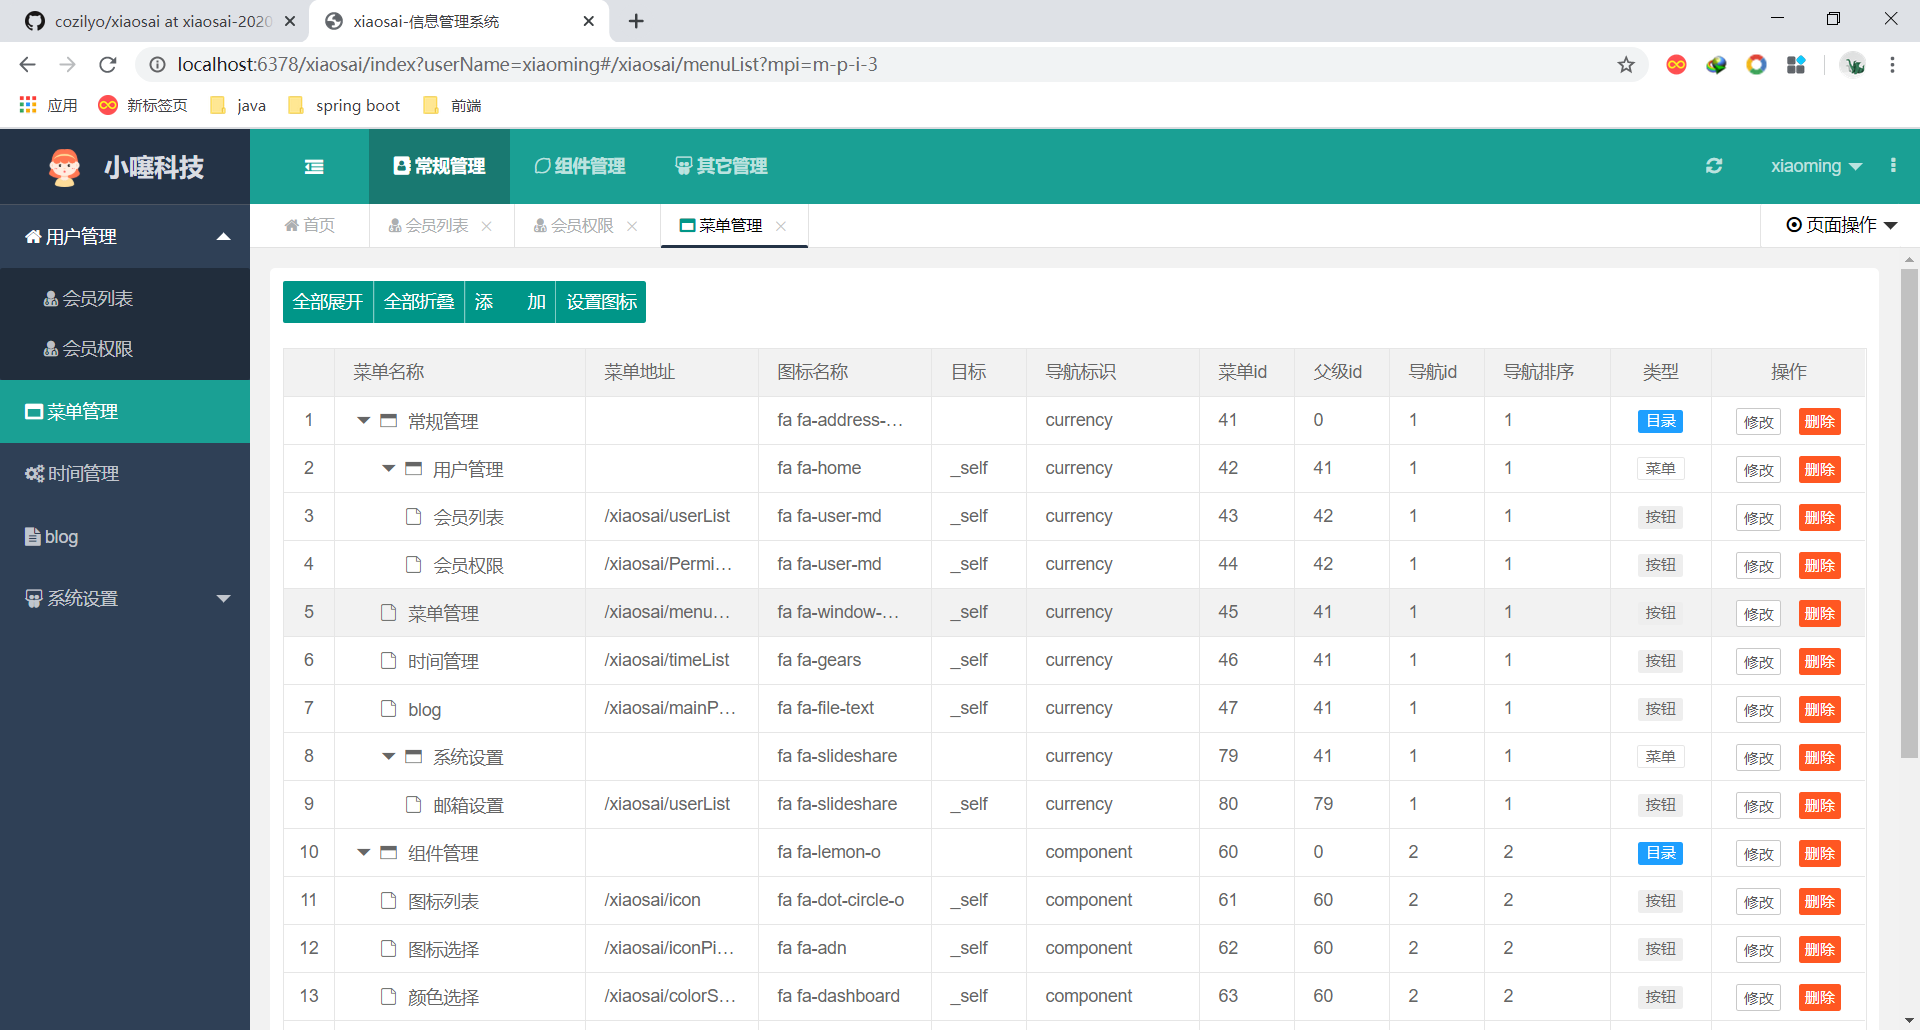 cozilyo/xiaosai at xiaosai-2020
xiaosai-信息管理系统
localhost:6378/xiaosai/index?userName=xiaoming#/xiaosai/menuList?mpi=m-p-i-3
应用 新标签页 java spring boot 前端
小噻科技
常规管理 组件管理 其它管理 xiaoming
首页 会员列表 会员权限 菜单管理 页面操作
用户管理
会员列表
会员权限
菜单管理
时间管理
blog
系统设置
全部展开 全部折叠 添 加 设置图标
菜单名称 菜单地址 图标名称 目标 导航标识 菜单id 父级id 导航id 导航排序 类型 操作
1 常规管理 fa fa-address-... currency 41 0 1 1 目录 修改 删除
2 用户管理 fa fa-home _self currency 42 41 1 1 菜单 修改 删除
3 会员列表 /xiaosai/userList fa fa-user-md _self currency 43 42 1 1 按钮 修改 删除
4 会员权限 /xiaosai/Permi... fa fa-user-md _self currency 44 42 1 1 按钮 修改 删除
5 菜单管理 /xiaosai/menu... fa fa-window-... _self currency 45 41 1 1 按钮 修改 删除
6 时间管理 /xiaosai/timeList fa fa-gears _self currency 46 41 1 1 按钮 修改 删除
7 blog /xiaosai/mainP... fa fa-file-text _self currency 47 41 1 1 按钮 修改 删除
8 系统设置 fa fa-slideshare currency 79 41 1 1 菜单 修改 删除
9 邮箱设置 /xiaosai/userList fa fa-slideshare _self currency 80 79 1 1 按钮 修改 删除
10 组件管理 fa fa-lemon-o component 60 0 2 2 目录 修改 删除
11 图标列表 /xiaosai/icon fa fa-dot-circle-o _self component 61 60 2 2 按钮 修改 删除
12 图标选择 /xiaosai/iconPi... fa fa-adn _self component 62 60 2 2 按钮 修改 删除
13 颜色选择 /xiaosai/colorS... fa fa-dashboard _self component 63 60 2 2 按钮 修改 删除